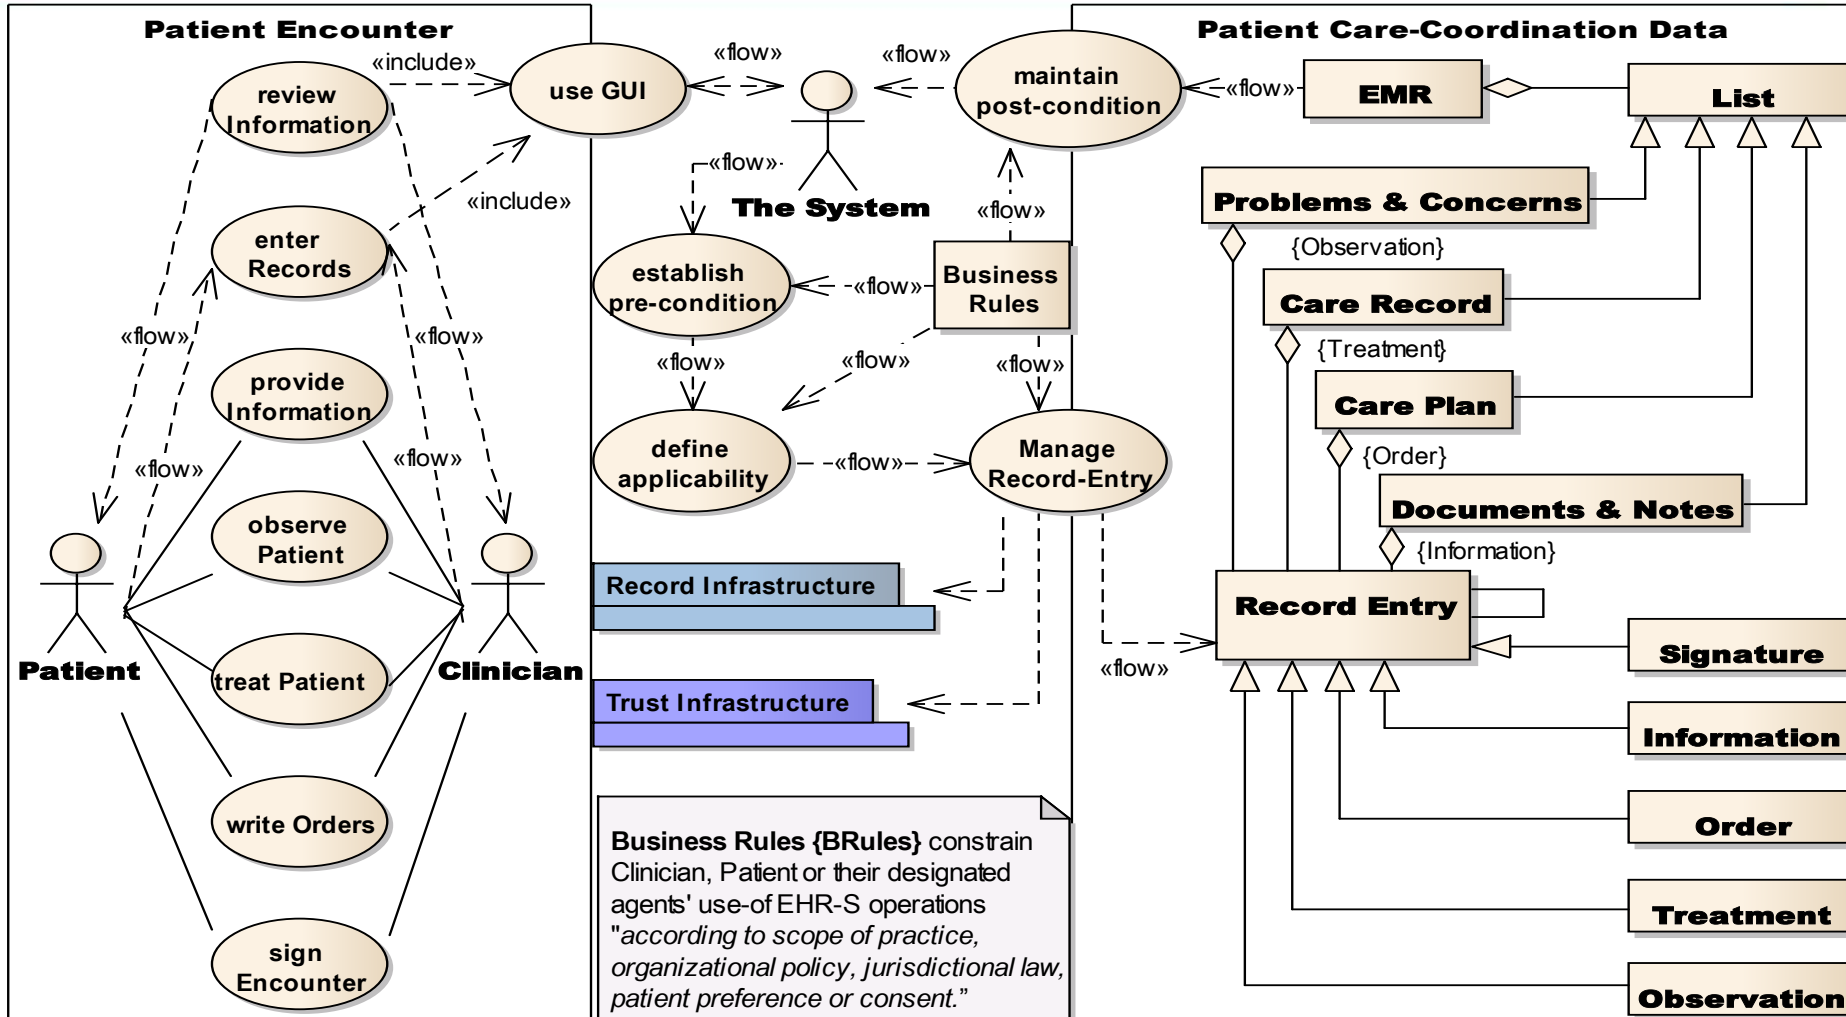 Patient Encounter
Patient Care-Coordination Data
review
Information
«include»
use GUI
«flow»
«flow»
maintain
post-condition
«flow»
EMR
List
enter
Records
«include»
«flow»
The System
«flow»
Problems & Concerns
{Observation}
establish
pre-condition
«flow»
Business
Rules
Care Record
{Treatment}
«flow»
«flow»
«flow»
«flow»
«flow»
provide
Information
Care Plan
{Order}
define
applicability
«flow»
Manage
Record-Entry
«flow»
«flow»
observe
Patient
Documents & Notes
{Information}
Record Infrastructure
Record Entry
Patient
treat Patient
Clinician
«flow»
Signature
Trust Infrastructure
Information
write Orders
Order
Business Rules {BRules} constrain
Clinician, Patient or their designated
agents' use-of EHR-S operations
"according to scope of practice,
organizational policy, jurisdictional law,
patient preference or consent.”
Treatment
sign
Encounter
Observation